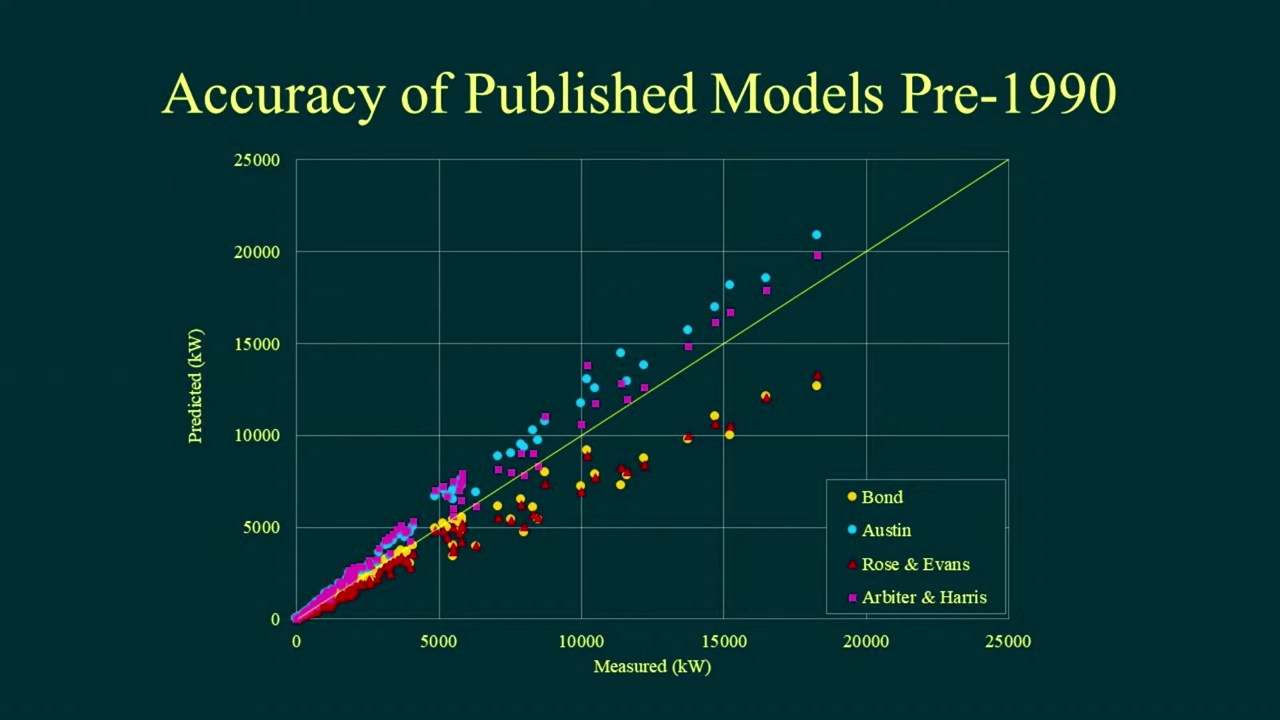 Accuracy of Published Models Pre-1990
25000
20000
15000
10000
5000
0
Predicted (kW)
0 5000 10000 15000 20000 25000
Measured (kW)
Bond
Austin
Rose & Evans
Arbiter & Harris